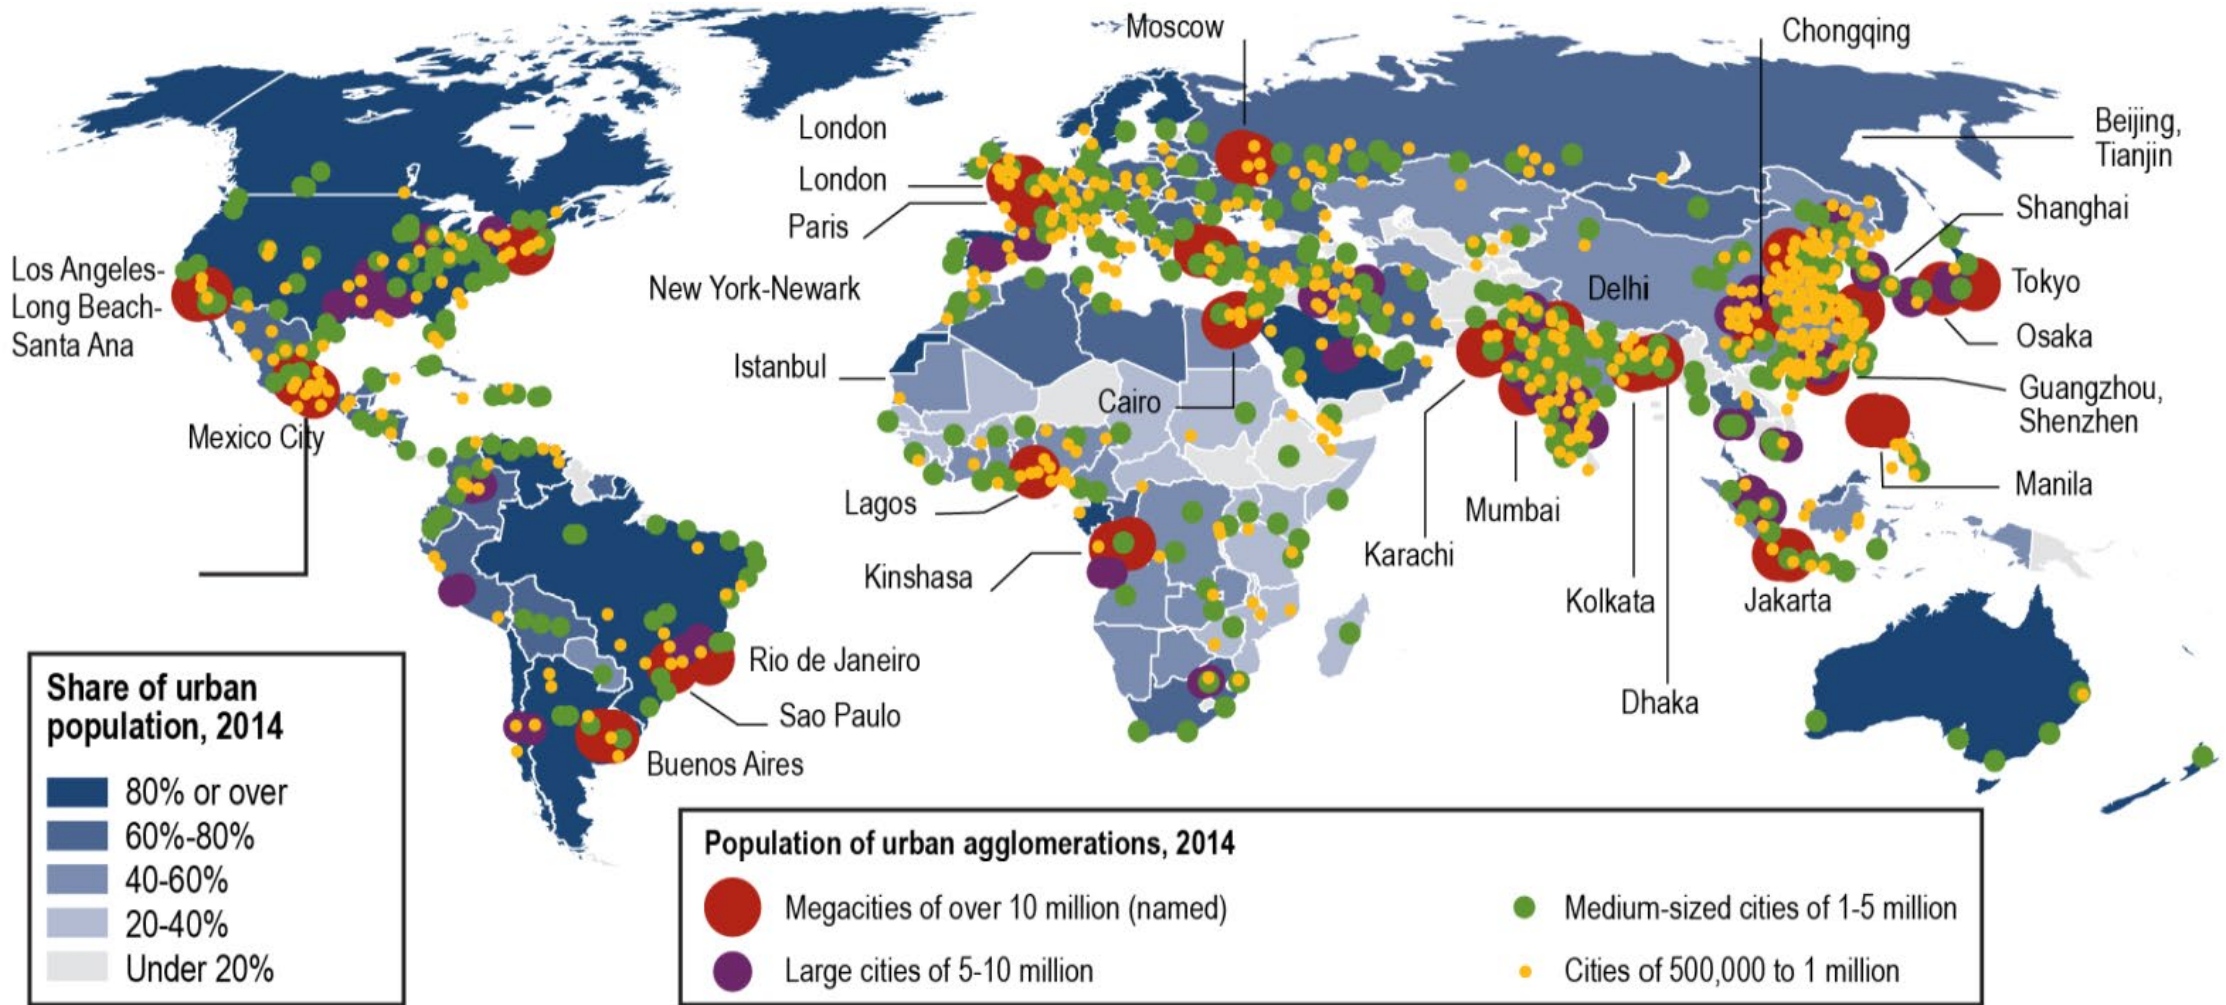 Moscow
Chongqing
London
London
Paris
Beijing,
Tianjin
Shanghai
Los Angeles-
Long Beach-
Santa Ana
New York-Newark
Delhi
Tokyo
Osaka
Istanbul
Cairo
Guangzhou,
Shenzhen
Mexico City
Lagos
Mumbai
Manila
Karachi
Kinshasa
Kolkata
Jakarta
Rio de Janeiro
Dhaka
Sao Paulo
Buenos Aires
Share of urban
population, 2014
80% or over
60%-80%
40-60%
20-40%
Under 20%
Population of urban agglomerations, 2014
Megacities of over 10 million (named)
Large cities of 5-10 million
Medium-sized cities of 1-5 million
Cities of 500,000 to 1 million